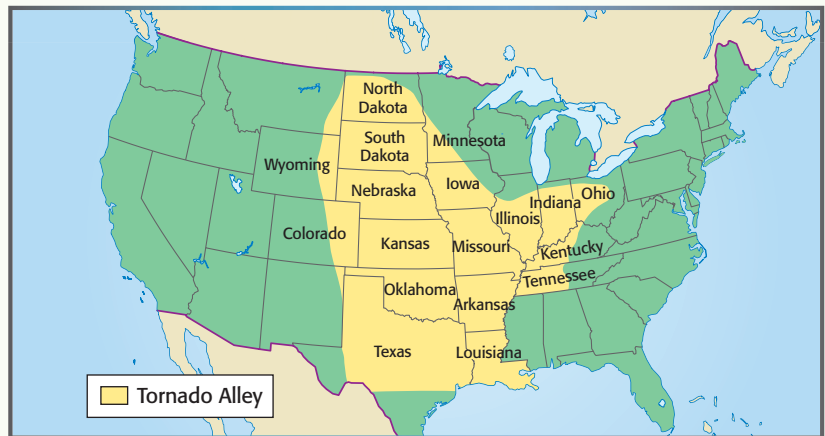 North
Dakota
South
Dakota
Minnesota
Wyoming
Nebraska
Iowa
Ohio
Indiana
Illinois
Colorado
Kansas
Missouri
Kentucky
Tennessee
Oklahoma
Arkansas
Texas
Louisiana
Tornado Alley